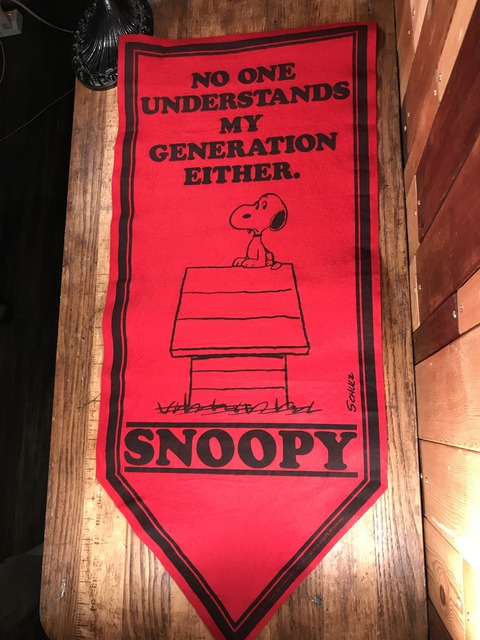 NO ONE
UNDERSTANDS
MY
GENERATION
EITHER.
SCHULZ
SNOOPY